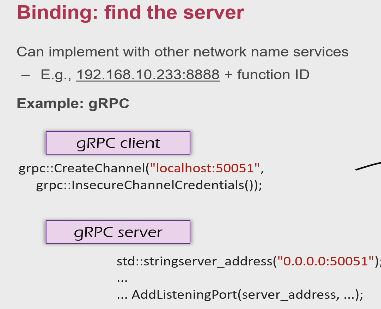 Binding: find the server
Can implement with other network name services
– E.g., 192.168.10.233:8888 + function ID
Example: gRPC
gRPC client
grpc::CreateChannel("localhost:50051",
grpc::InsecureChannelCredentials());
gRPC server
std::stringserver_address("0.0.0.0:50051");
...
... AddListeningPort(server_address, ...);